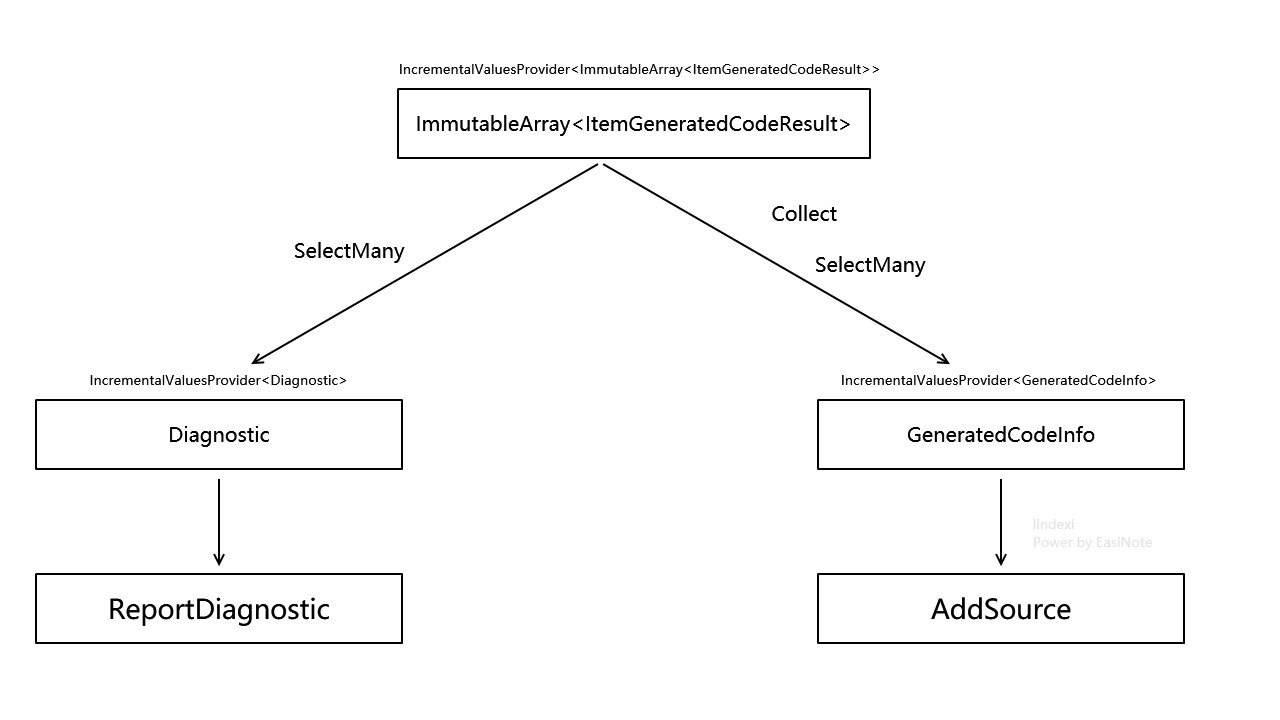 IncrementalValuesProvider<ImmutableArray<ItemGeneratedCodeResult>>
ImmutableArray<ItemGeneratedCodeResult>
Collect
SelectMany
SelectMany
IncrementalValuesProvider<Diagnostic>
IncrementalValuesProvider<GeneratedCodeInfo>
Diagnostic
GeneratedCodeInfo
lindexi
Power by EasiNote
ReportDiagnostic
AddSource